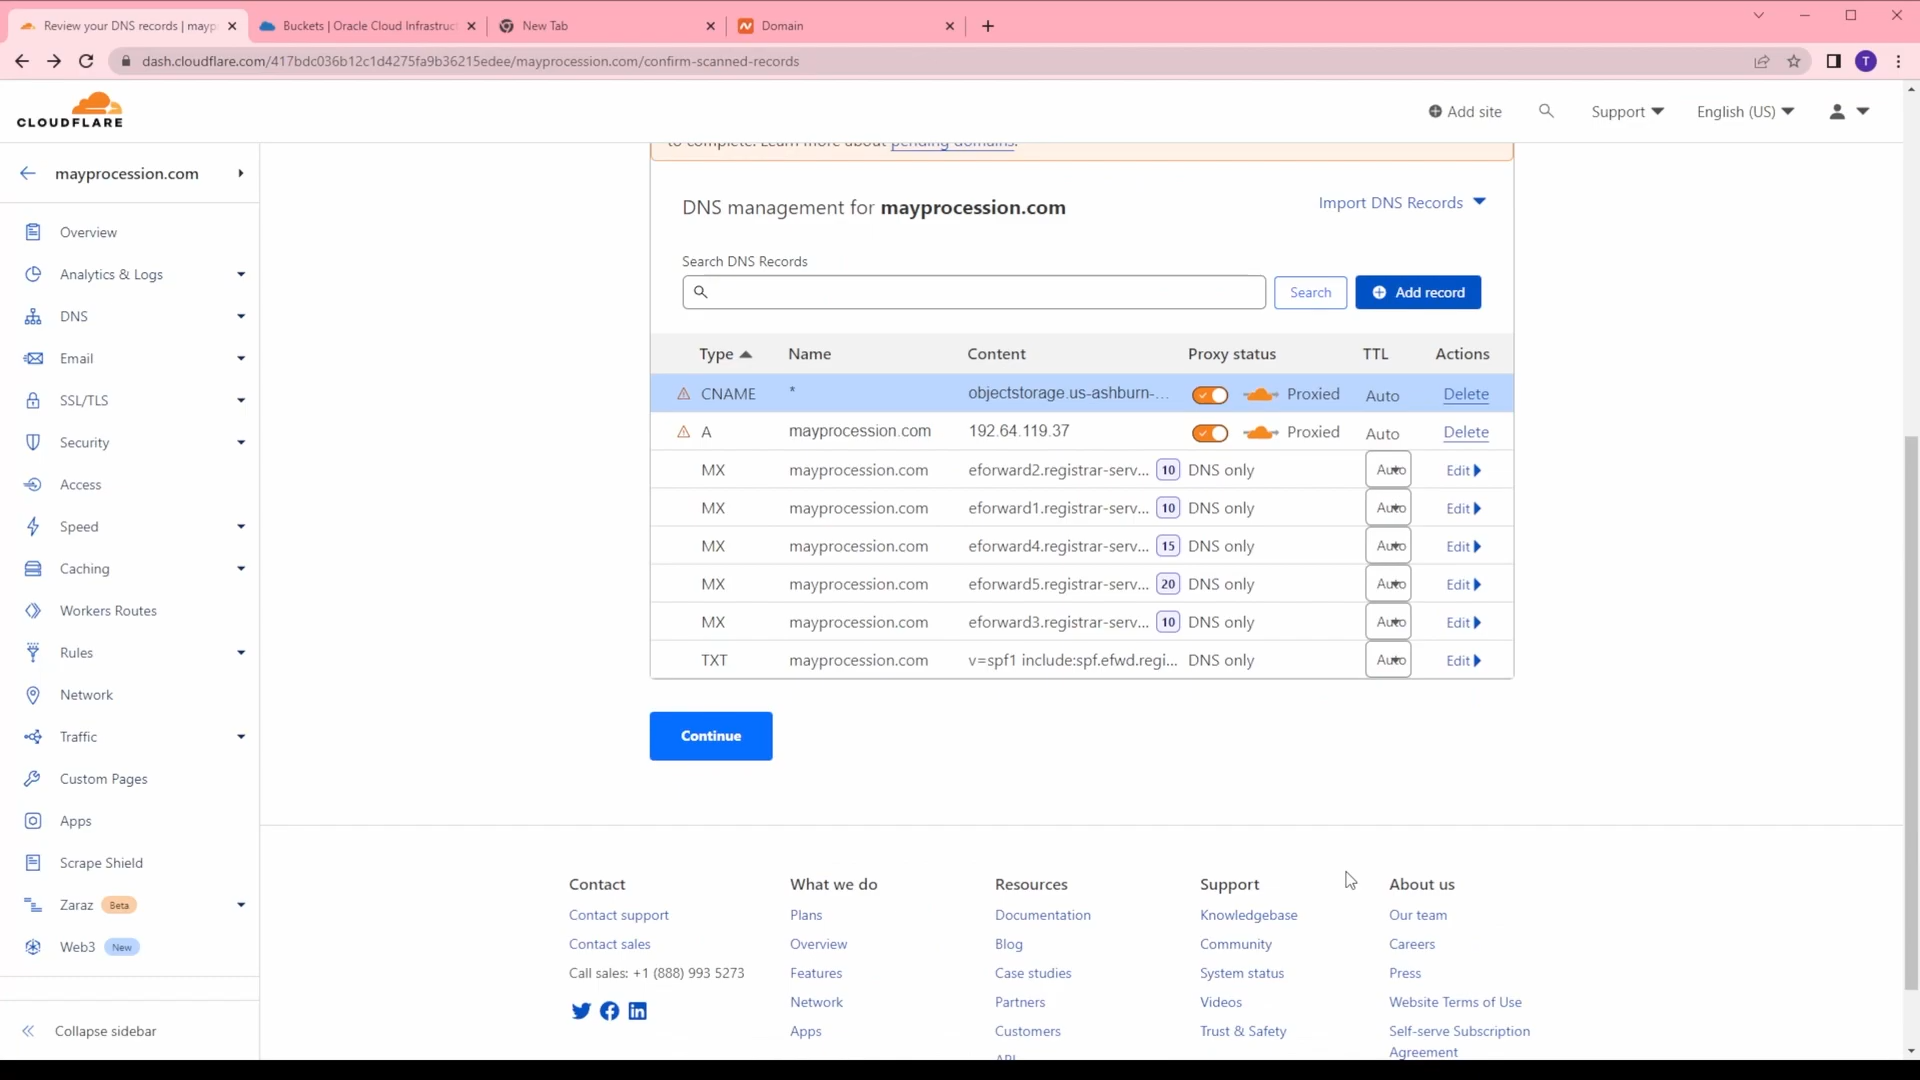 Review your DNS records | mayp
Buckets | Oracle Cloud Infrastruct
New Tab
Domain
dash.cloudflare.com/417bdc036b12c1d4275fa9b36215edee/mayprocession.com/confirm-scanned-records
T
CLOUDFLARE
Add site
Support
English (US)
mayprocession.com
Overview
Analytics & Logs
DNS
Email
SSL/TLS
Security
Access
Speed
Caching
Workers Routes
Rules
Network
Traffic
Custom Pages
Apps
Scrape Shield
Zaraz Beta
Web3 New
Collapse sidebar
to complete. Learn more about pending domains.
DNS management for mayprocession.com
Import DNS Records
Search DNS Records
Search
Add record
Type Name Content Proxy status TTL Actions
CNAME * objectstorage.us-ashburn-... Proxied Auto Delete
A mayprocession.com 192.64.119.37 Proxied Auto Delete
MX mayprocession.com eforward2.registrar-serv... 10 DNS only Auto Edit
MX mayprocession.com eforward1.registrar-serv... 10 DNS only Auto Edit
MX mayprocession.com eforward4.registrar-serv... 15 DNS only Auto Edit
MX mayprocession.com eforward5.registrar-serv... 20 DNS only Auto Edit
MX mayprocession.com eforward3.registrar-serv... 10 DNS only Auto Edit
TXT mayprocession.com v=spf1 include:spf.efwd.regi... DNS only Auto Edit
Continue
Contact
Contact support
Contact sales
Call sales: +1 (888) 993 5273
What we do
Plans
Overview
Features
Network
Apps
Resources
Documentation
Blog
Case studies
Partners
Customers
API
Support
Knowledgebase
Community
System status
Videos
Trust & Safety
About us
Our team
Careers
Press
Website Terms of Use
Self-serve Subscription
Agreement